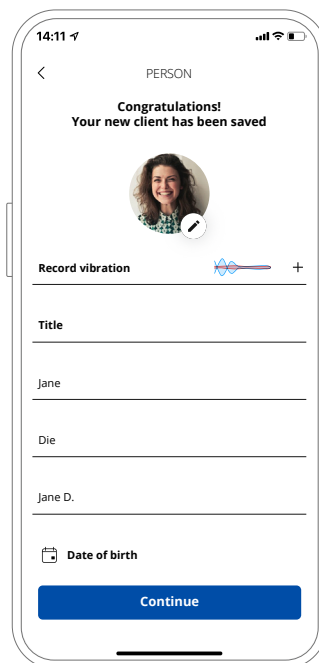 14:11
PERSON
Congratulations!
Your new client has been saved
Record vibration
Title
Jane
Die
Jane D.
Date of birth
Continue